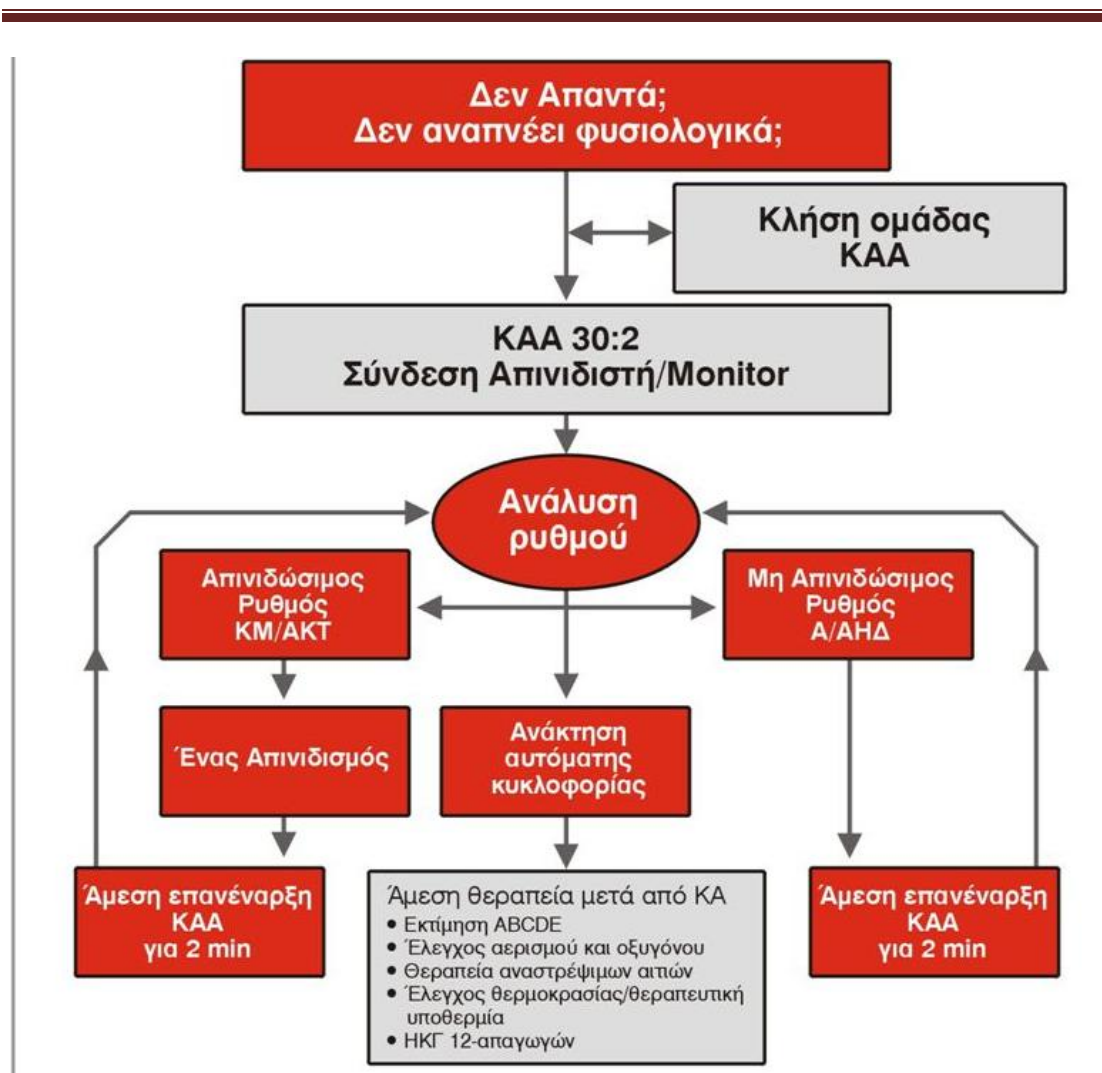 Δεν Απαντά;
Δεν αναπνέει φυσιολογικά;
Κλήση ομάδας
ΚΑΑ
ΚΑΑ 30:2
Σύνδεση Απινιδιστή/Monitor
Ανάλυση
ρυθμού
Απινιδώσιμος
Ρυθμός
ΚΜ/ΑΚΤ
Μη Απινιδώσιμος
Ρυθμός
Α/ΑΗΔ
Ένας Απινιδισμός
Ανάκτηση
αυτόματης
κυκλοφορίας
Άμεση επανέναρξη
ΚΑΑ
για 2 min
Άμεση θεραπεία μετά από ΚΑ
• Εκτίμηση ABCDE
• Έλεγχος αερισμού και οξυγόνου
• Θεραπεία αναστρέψιμων αιτιών
• Έλεγχος θερμοκρασίας/θεραπευτική
υποθερμία
• ΗΚΓ 12-απαγωγών
Άμεση επανέναρξη
ΚΑΑ
για 2 min